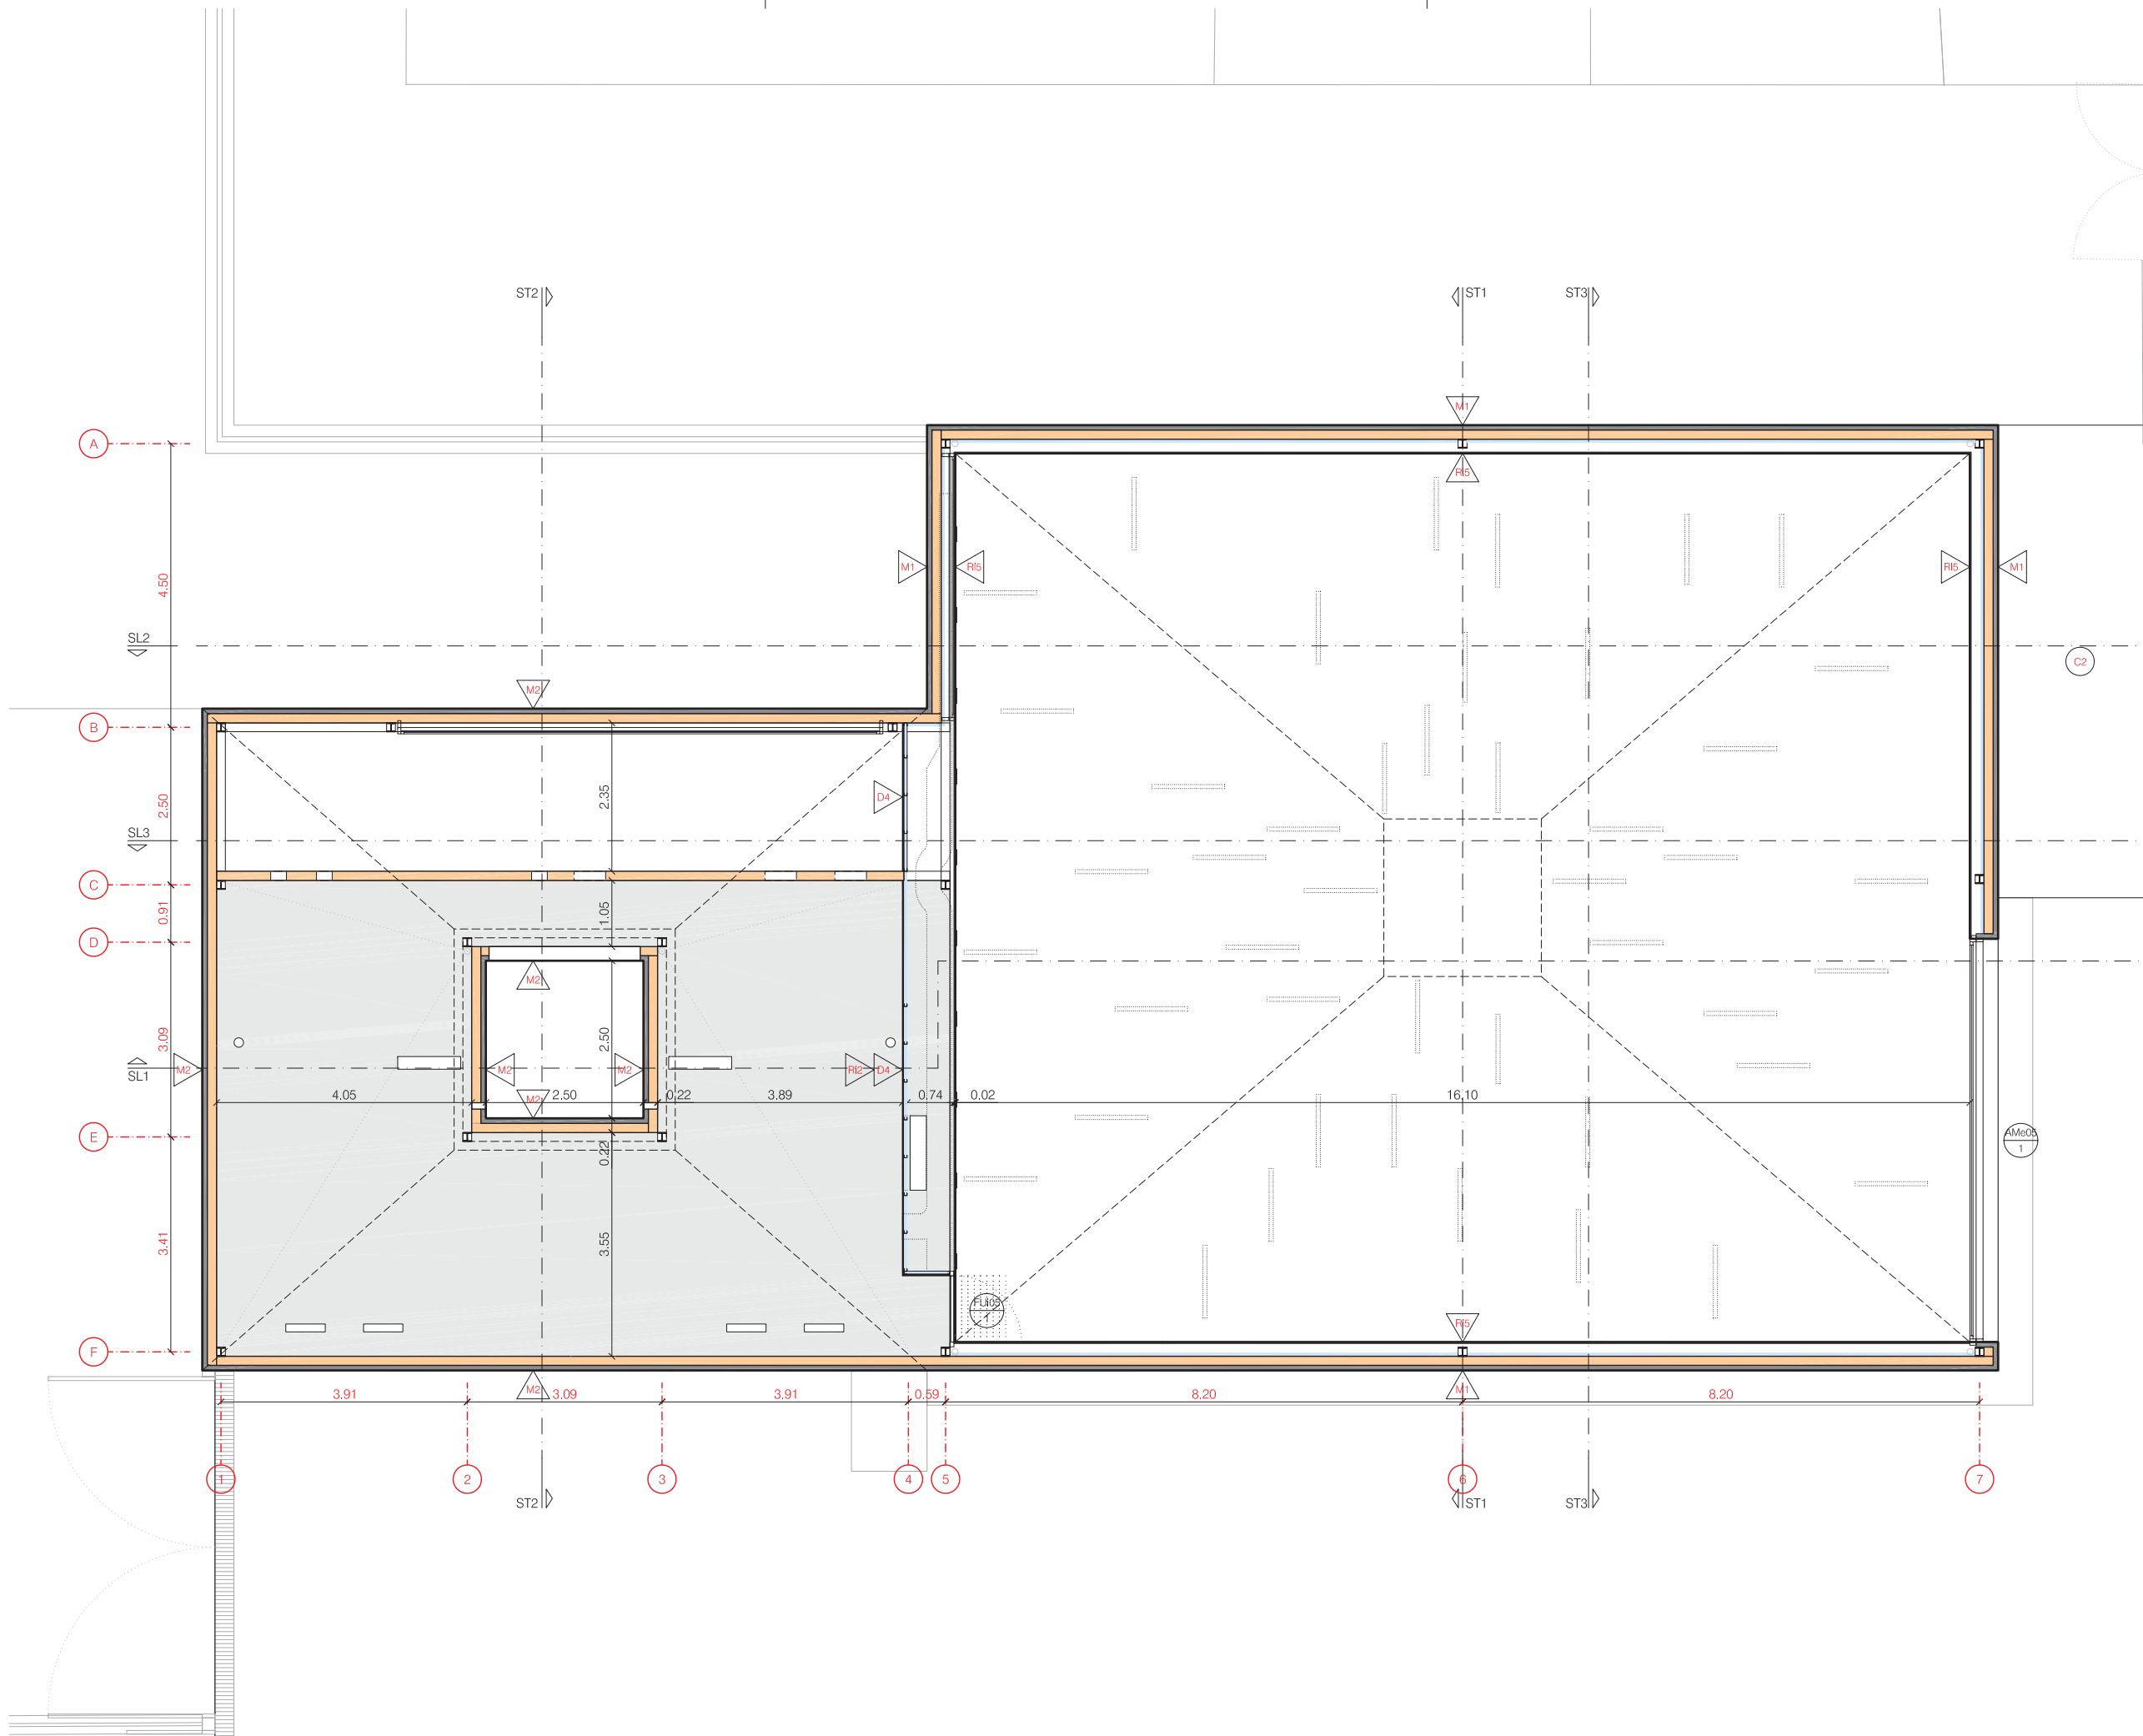 ST2
ST1
ST3
M1
A
RI5
M1
RI5
RI5
M1
4.50
SL2
C2
M2
B
2.35
D4
2.50
SL3
C
0.91
1.05
D
M2
3.09
2.50
SL1
M2
M2
M2
RI2
D4
4.05
M2
2.50
0.22
3.89
0.74
0.02
16,10
AMe05
1
E
0.22
3.41
3.55
FUi05
1
RI5
F
3.91
M2
3.09
3.91
0.59
8.20
M1
8.20
1
2
3
4
5
6
7
ST2
ST1
ST3